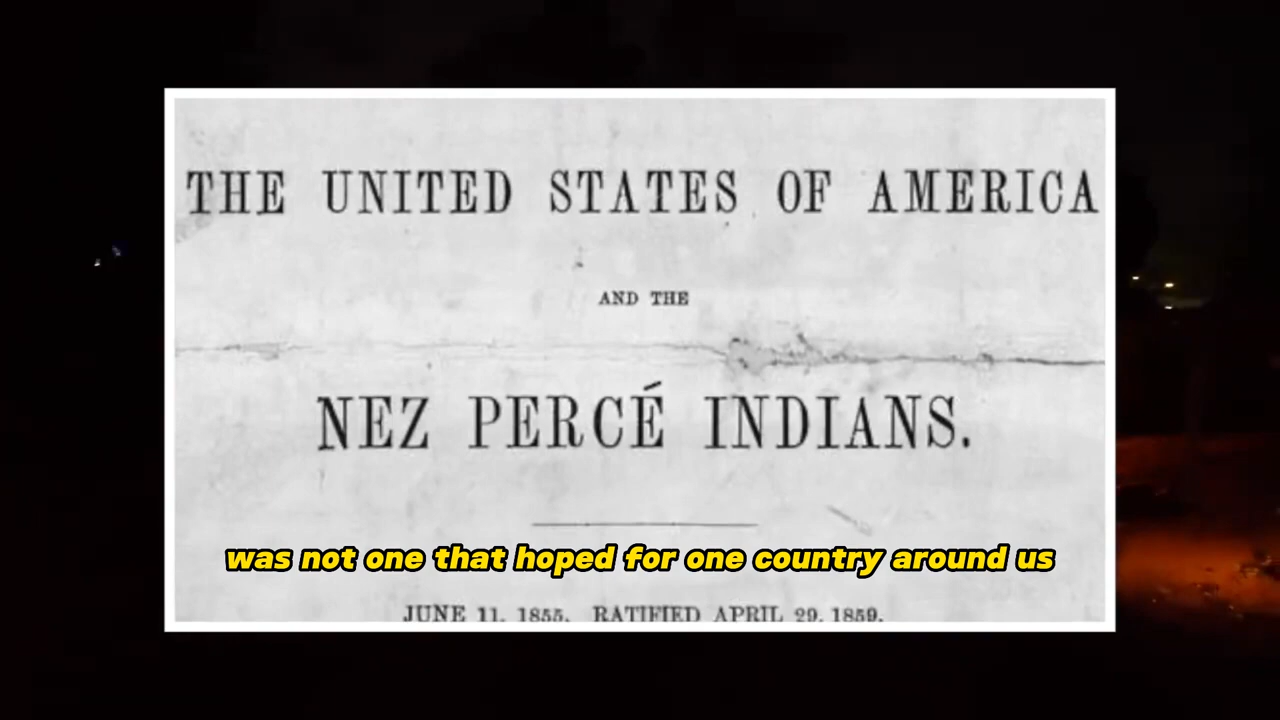 THE UNITED STATES OF AMERICA
AND THE
NEZ PERCÉ INDIANS.
was not one that hoped for one country around us
JUNE 11, 1855. RATIFIED APRIL 29, 1859.